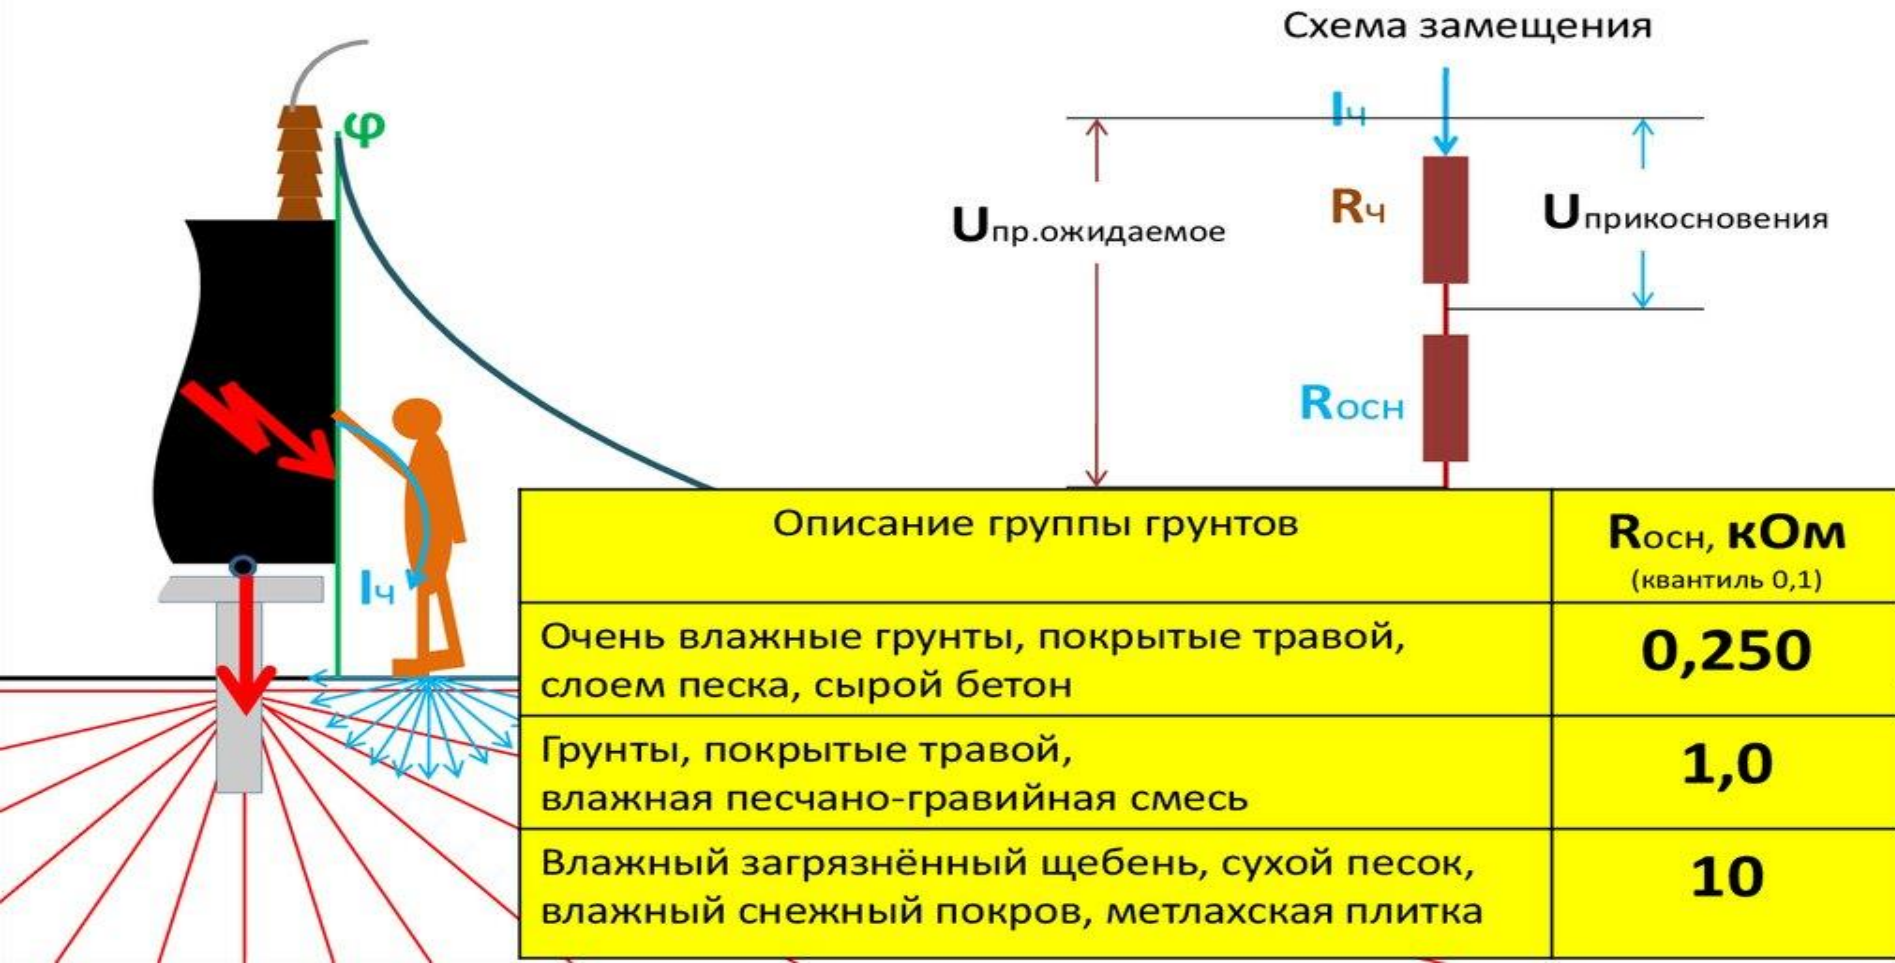 Схема замещения
φ
Iч
Uпр.ожидаемое
Rч
Uприкосновения
Rосн
Iч
Описание группы грунтов
Rосн, кОм
(квантиль 0,1)
Очень влажные грунты, покрытые травой,
слоем песка, сырой бетон
0,250
Грунты, покрытые травой,
влажная песчано-гравийная смесь
1,0
Влажный загрязнённый щебень, сухой песок,
влажный снежный покров, метлахская плитка
10